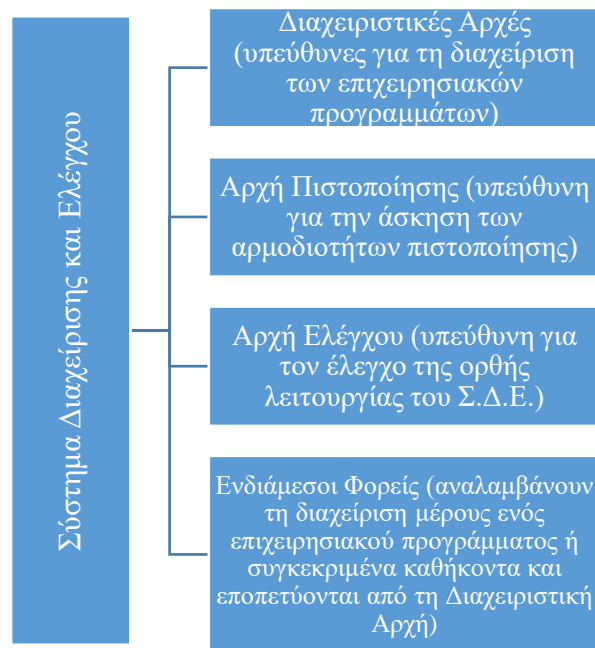 Σύστημα Διαχείρισης και Ελέγχου
Διαχειριστικές Αρχές
(υπεύθυνες για τη διαχείριση
των επιχειρησιακών
προγραμμάτων)
Αρχή Πιστοποίησης (υπεύθυνη
για την άσκηση των
αρμοδιοτήτων πιστοποίησης)
Αρχή Ελέγχου (υπεύθυνη για
τον έλεγχο της ορθής
λειτουργίας του Σ.Δ.Ε.)
Ενδιάμεσοι Φορείς (αναλαμβάνουν
τη διαχείριση μέρους ενός
επιχειρησιακού προγράμματος ή
συγκεκριμένα καθήκοντα και
εποπτεύονται από τη Διαχειριστική
Αρχή)